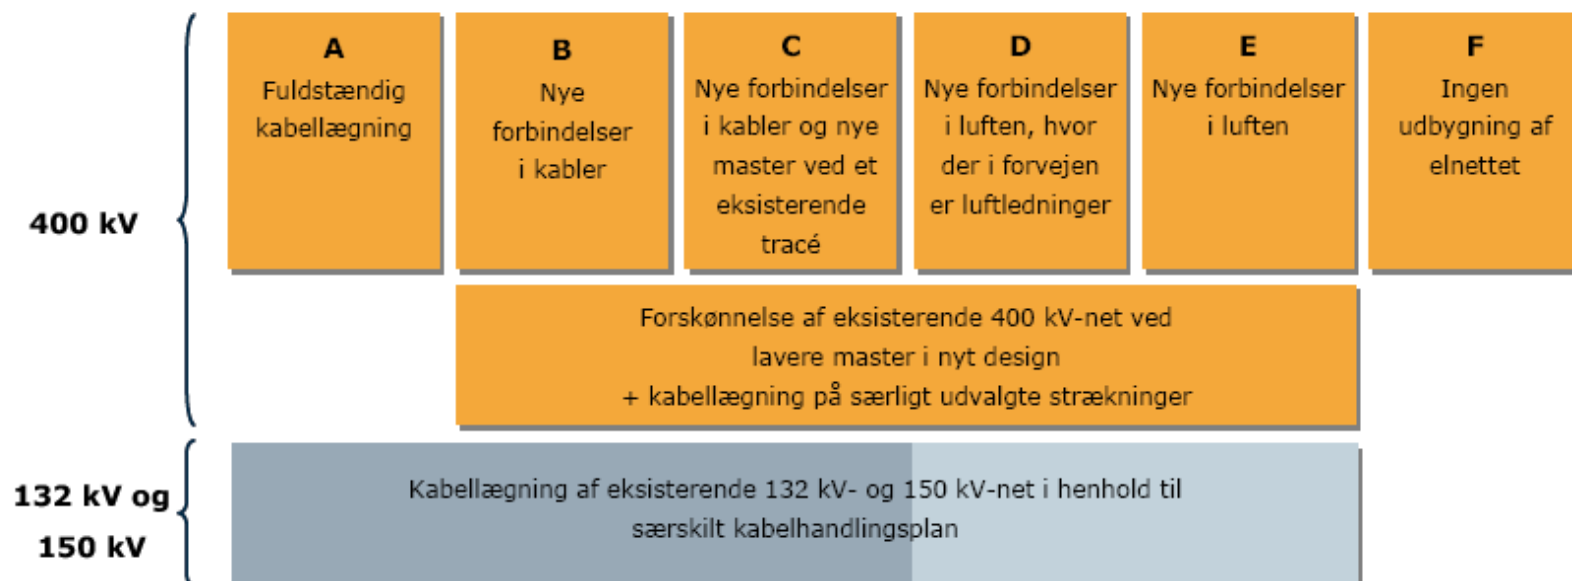 400 kV
A
Fuldstændig
kabellægning
B
Nye
forbindelser
i kabler
C
Nye forbindelser
i kabler og nye
master ved et
eksisterende
tracé
D
Nye forbindelser
i luften, hvor
der i forvejen
er luftledninger
E
Nye forbindelser
i luften
F
Ingen
udbygning af
elnettet
Forskønnelse af eksisterende 400 kV-net ved
lavere master i nyt design
+ kabellægning på særligt udvalgte strækninger
132 kV og
150 kV
Kabellægning af eksisterende 132 kV- og 150 kV-net i henhold til
særskilt kabelhandlingsplan